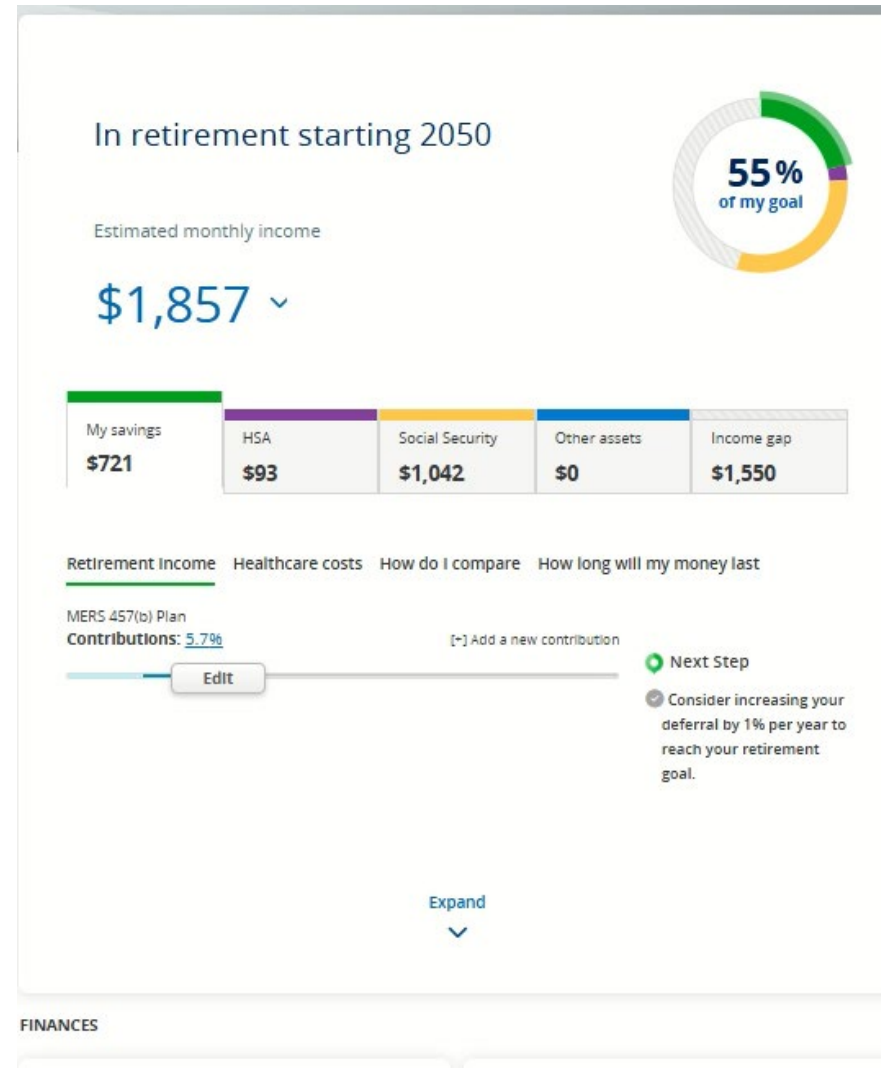 In retirement starting 2050
55%
of my goal
Estimated monthly income
$1,857
My savings
$721
HSA
$93
Social Security
$1,042
Other assets
$0
Income gap
$1,550
Retirement Income Healthcare costs How do I compare How long will my money last
MERS 457(b) Plan
Contributions: 5.7%
[+] Add a new contribution
Edit
Next Step
Consider increasing your
deferral by 1% per year to
reach your retirement
goal.
Expand
FINANCES